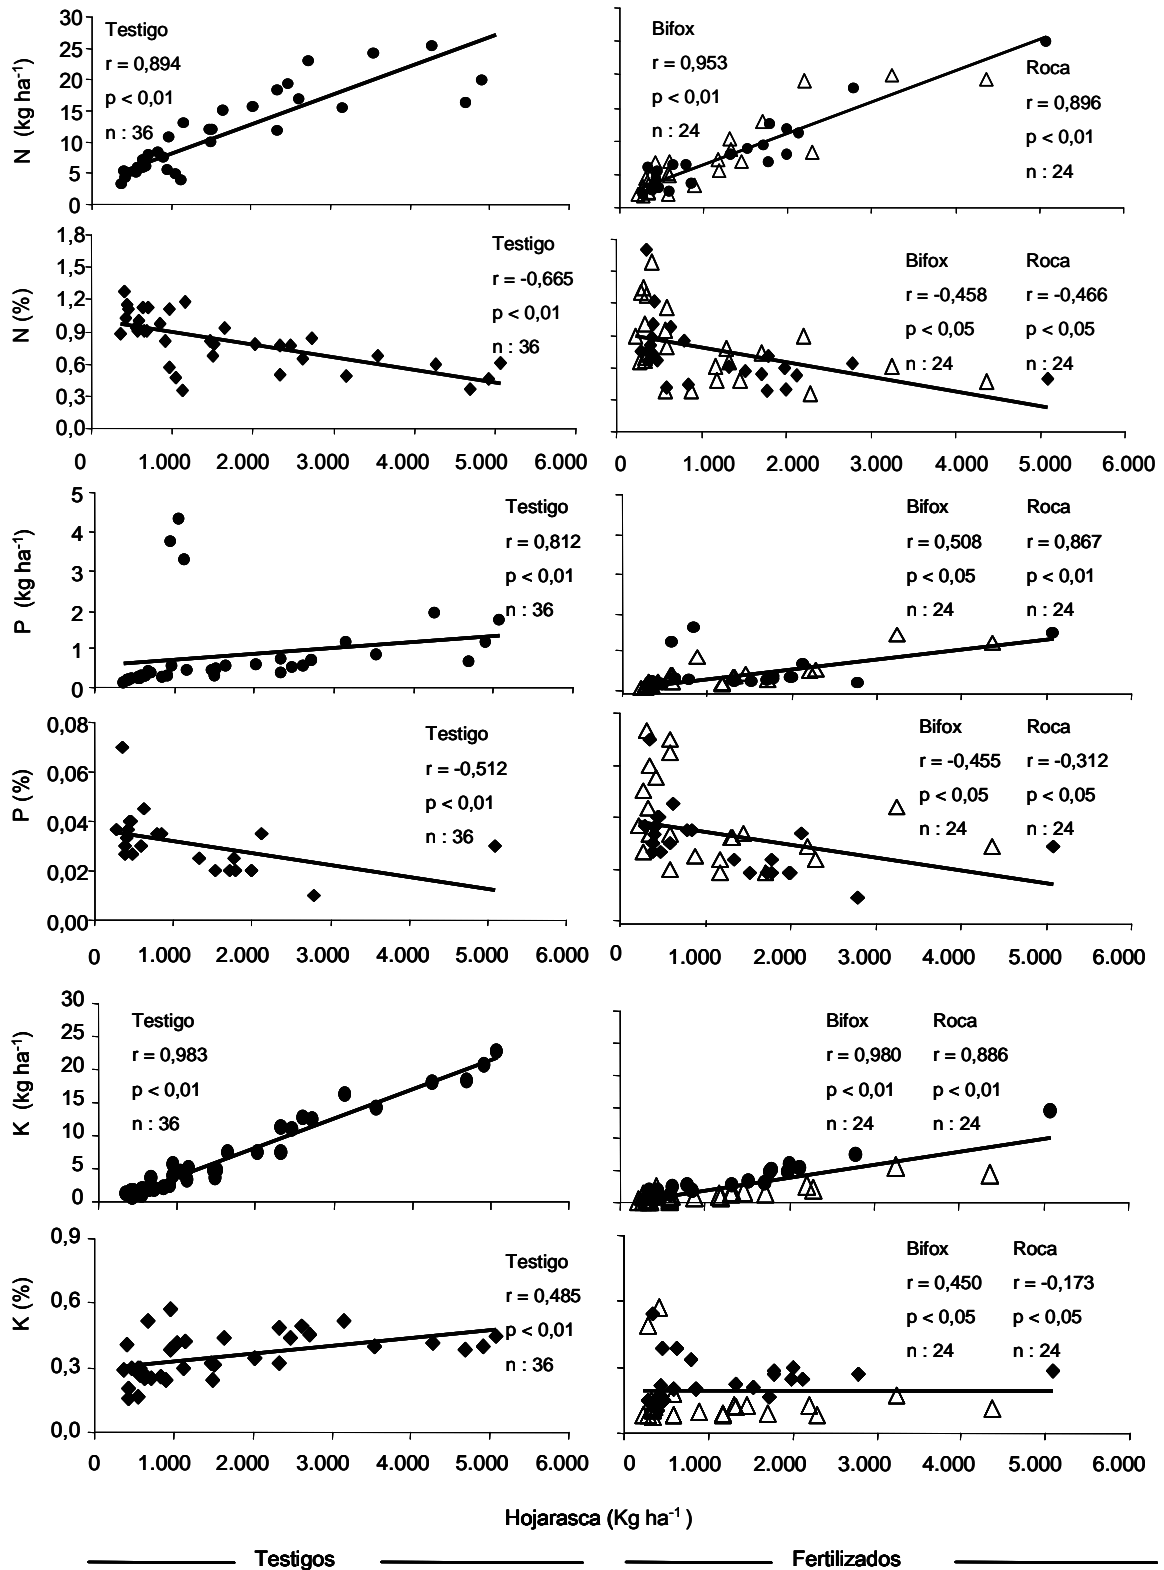 N (kg ha-1)
30
25
20
15
10
5
0
Testigo
r = 0,894
p < 0,01
n : 36
Bifox
r = 0,953
p < 0,01
n : 24
Roca
r = 0,896
p < 0,01
n : 24
N (%)
1,8
1,5
1,2
0,9
0,6
0,3
0,0
Testigo
r = -0,665
p < 0,01
n : 36
0 1.000 2.000 3.000 4.000 5.000 6.000
Bifox Roca
r = -0,458 r = -0,466
p < 0,05 p < 0,05
n : 24 n : 24
0 1.000 2.000 3.000 4.000 5.000 6.000
P (kg ha-1)
5
4
3
2
1
0
Testigo
r = 0,812
p < 0,01
n : 36
Bifox Roca
r = 0,508 r = 0,867
p < 0,05 p < 0,01
n : 24 n : 24
P (%)
0,08
0,06
0,04
0,02
0,00
Testigo
r = -0,512
p < 0,01
n : 36
0 1.000 2.000 3.000 4.000 5.000 6.000
Bifox Roca
r = -0,455 r = -0,312
p < 0,05 p < 0,05
n : 24 n : 24
0 1.000 2.000 3.000 4.000 5.000 6.000
K (kg ha-1)
30
25
20
15
10
5
0
Testigo
r = 0,983
p < 0,01
n : 36
Bifox Roca
r = 0,980 r = 0,886
p < 0,01 p < 0,01
n : 24 n : 24
K (%)
0,9
0,6
0,3
0,0
Testigo
r = 0,485
p < 0,01
n : 36
0 1.000 2.000 3.000 4.000 5.000 6.000
Bifox Roca
r = 0,450 r = -0,173
p < 0,05 p < 0,05
n : 24 n : 24
0 1.000 2.000 3.000 4.000 5.000 6.000
Hojarasca (Kg ha-1)
Testigos Fertilizados